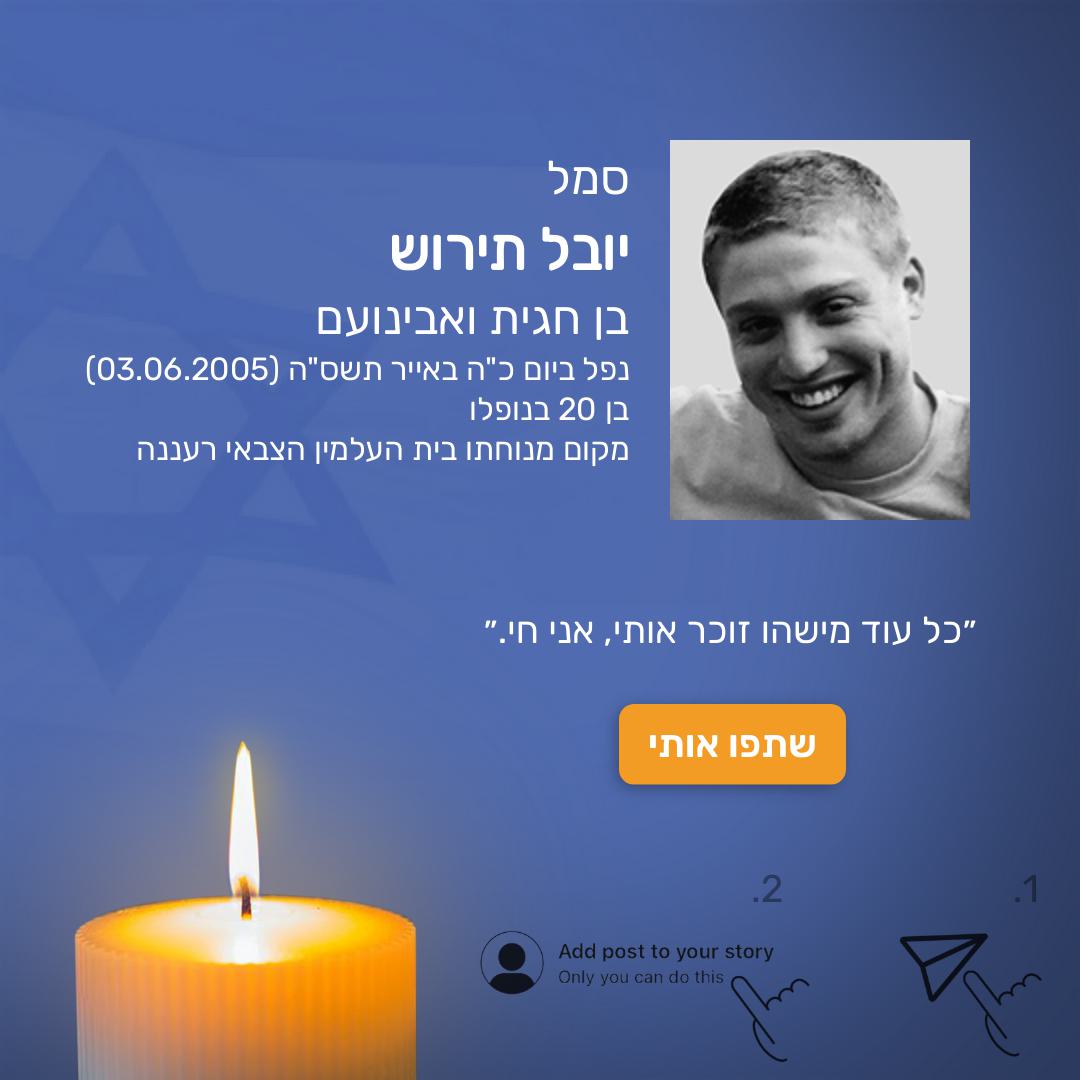 סמל
יובל תירוש
בן חגית ואבינועם
נפל ביום כ"ה באייר תשס"ה (03.06.2005)
בן 20 בנופלו
מקום מנוחתו בית העלמין הצבאי רעננה
״כל עוד מישהו זוכר אותי, אני חי.״
שתפו אותי
1.
2.
Add post to your story
Only you can do this